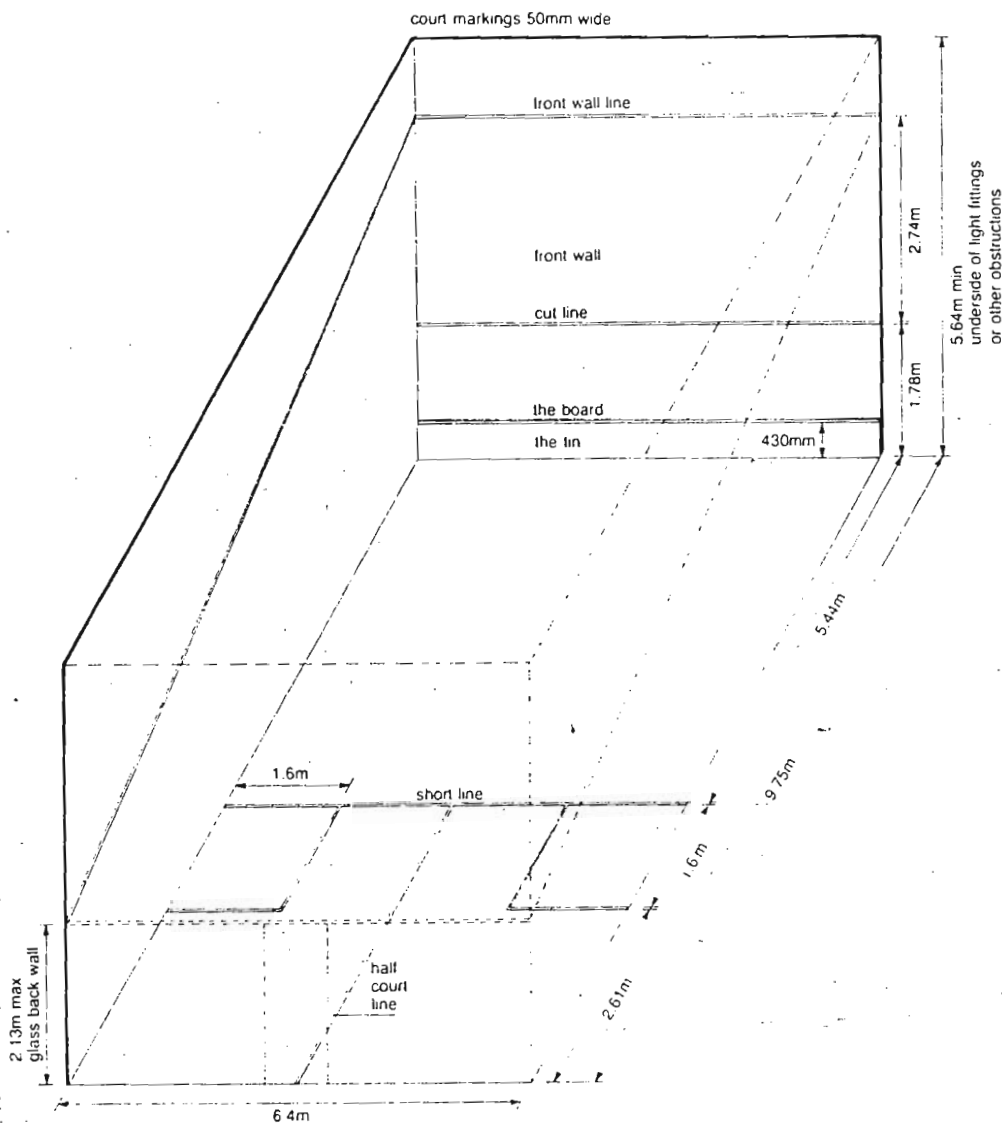 court markings 50mm wide
front wall line
front wall
cut line
the board
the tin
430mm
2.74m
1.78m
5.64m min
underside of light fittings
or other obstructions
5.44m
9.75m
1.6m
short line
1.6m
2.61m
half
court
line
2.13m max
glass back wall
6.4m